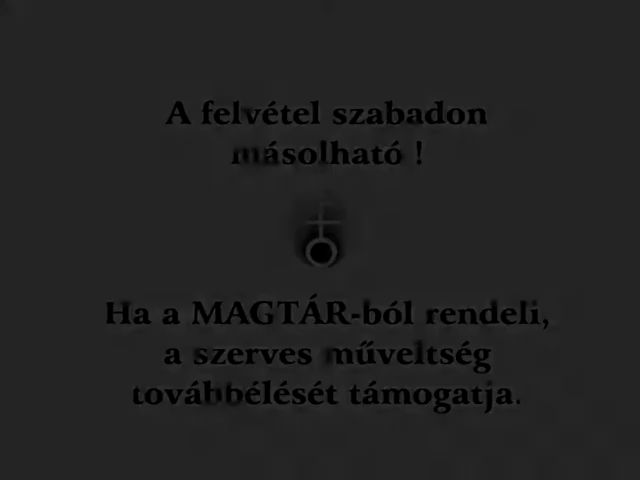 A felvétel szabadon
másolható !
Ha a MAGTÁR-ból rendeli,
a szerves műveltség
továbbélését támogatja.